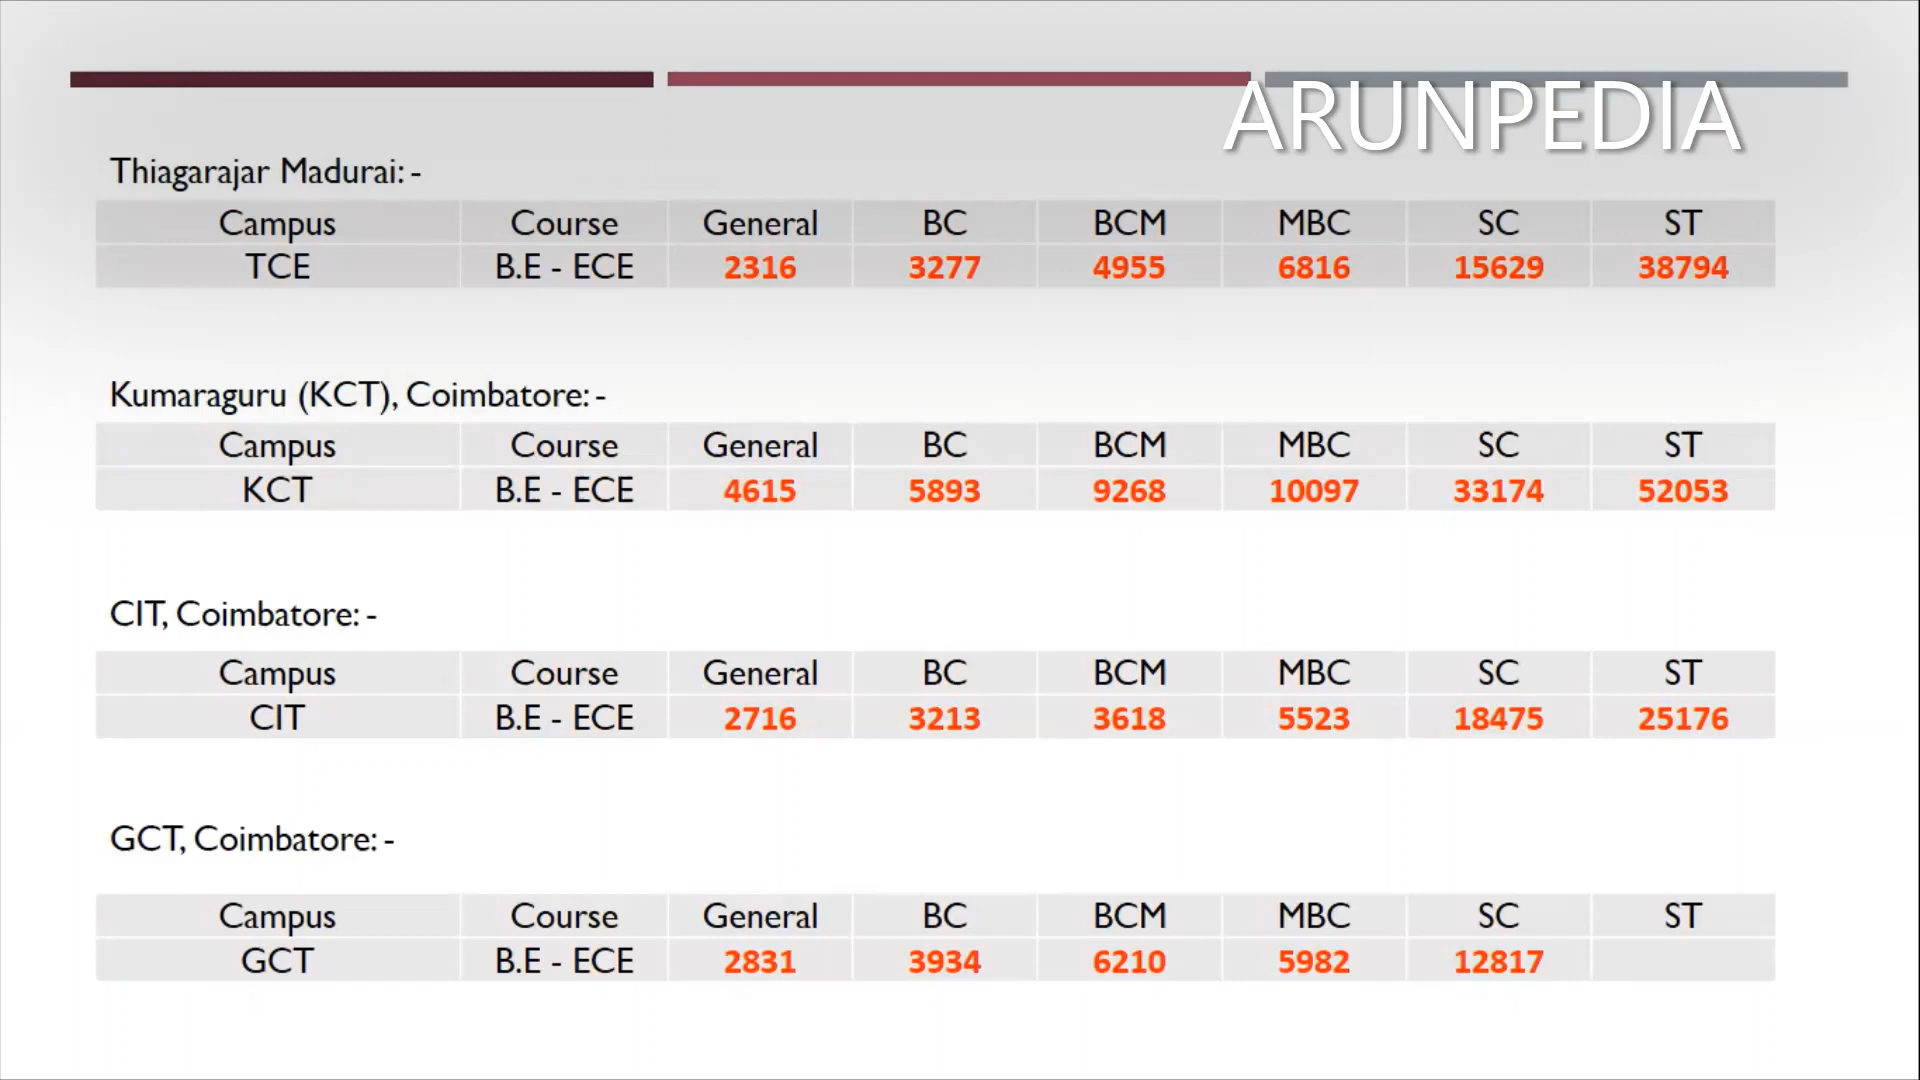 ARUNPEDIA
Thiagarajar Madurai: -
Campus Course General BC BCM MBC SC ST
TCE B.E - ECE 2316 3277 4955 6816 15629 38794
Kumaraguru (KCT), Coimbatore: -
Campus Course General BC BCM MBC SC ST
KCT B.E - ECE 4615 5893 9268 10097 33174 52053
CIT, Coimbatore: -
Campus Course General BC BCM MBC SC ST
CIT B.E - ECE 2716 3213 3618 5523 18475 25176
GCT, Coimbatore: -
Campus Course General BC BCM MBC SC ST
GCT B.E - ECE 2831 3934 6210 5982 12817